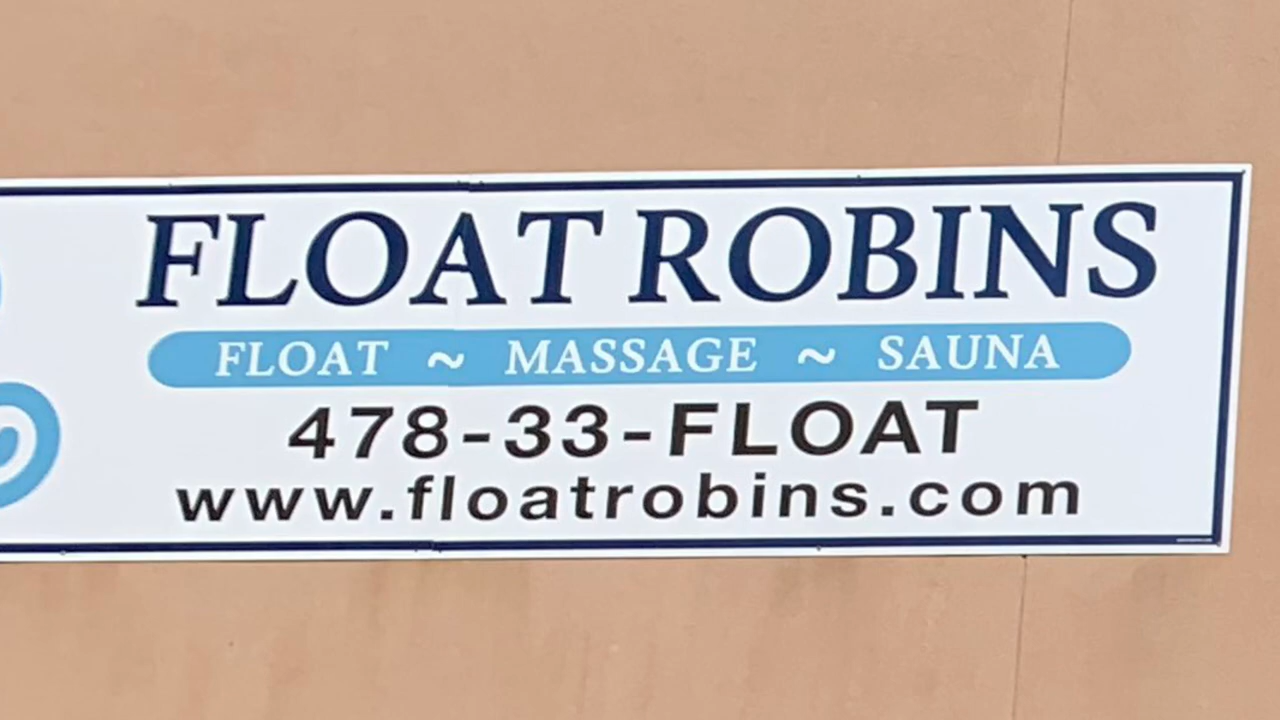 FLOAT ROBINS
FLOAT ~ MASSAGE ~ SAUNA
478-33-FLOAT
www.floatrobins.com